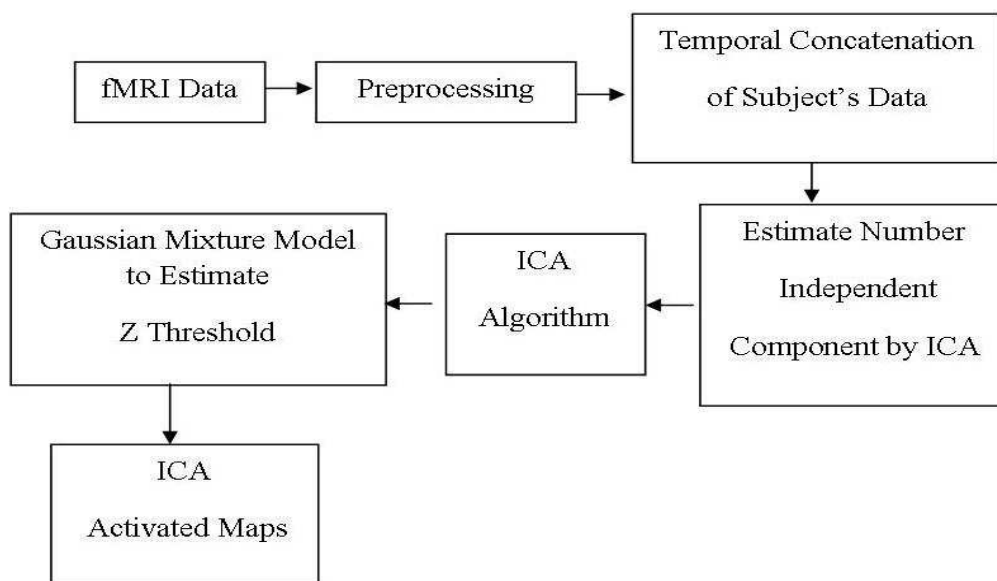 fMRI Data
Preprocessing
Temporal Concatenation
of Subject's Data
Estimate Number
Independent
Component by ICA
ICA
Algorithm
Gaussian Mixture Model
to Estimate
Z Threshold
ICA
Activated Maps